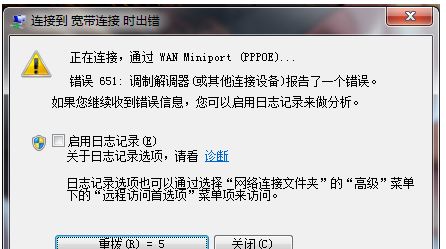 连接到 宽带连接 时出错
正在连接，通过 WAN Miniport (PPPOE)...
错误 651: 调制解调器(或其他连接设备)报告了一个错误。
如果您继续收到错误信息，您可以启用日志记录来做分析。
启用日志记录(E)
关于日志记录选项，请看 诊断
日志记录选项也可以通过选择“网络连接文件夹”的“高级”菜单
下的“远程访问首选项”菜单项来访问。
重拨(R) = 5 关闭(C)